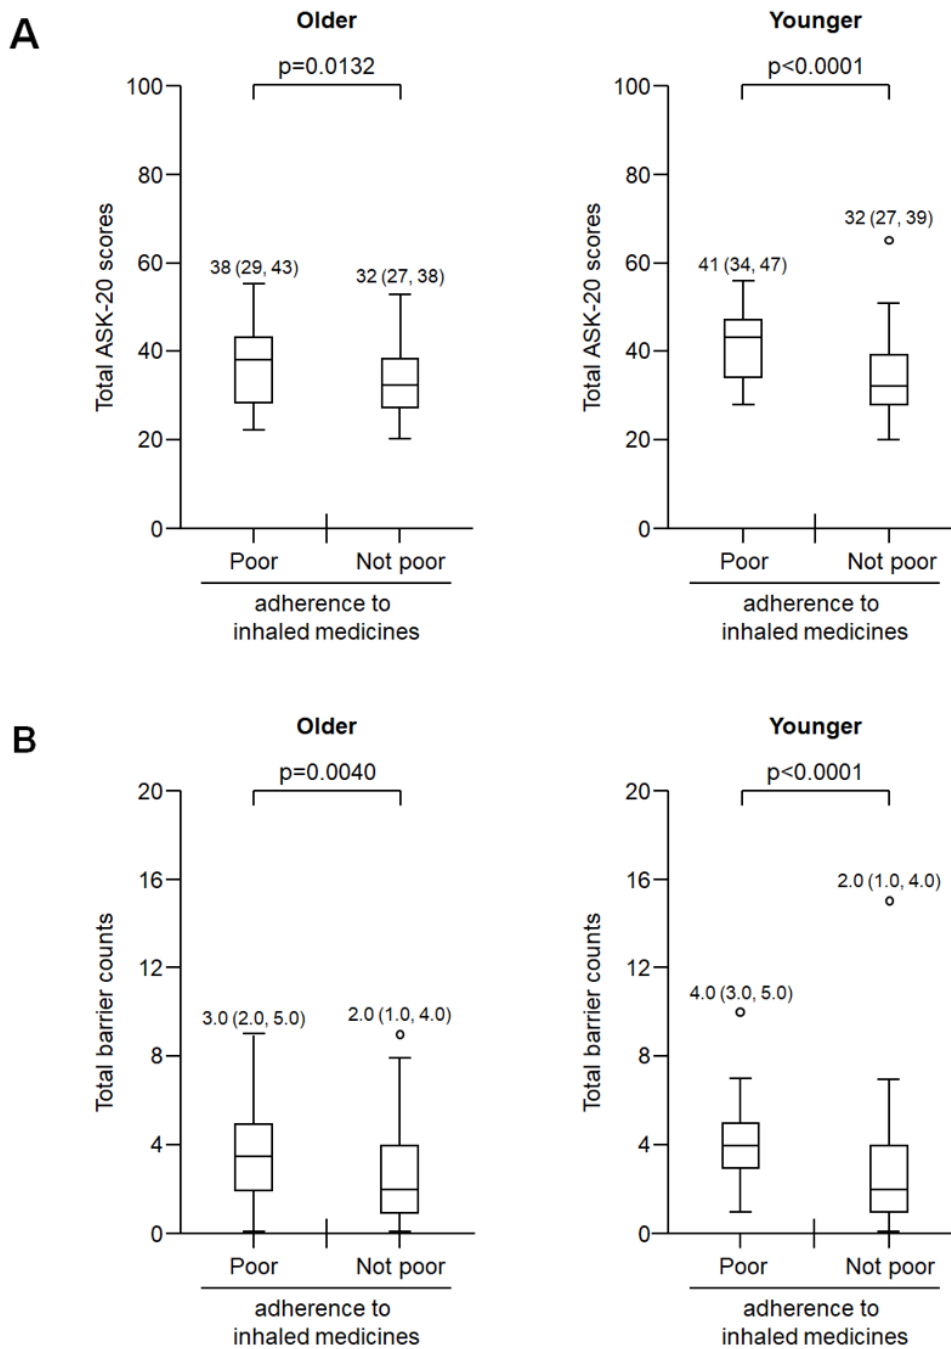 A
Older
Younger
p=0.0132
p<0.0001
100
80
60
40
20
0
Total ASK-20 scores
38 (29, 43)
32 (27, 38)
Poor
Not poor
adherence to
inhaled medicines
100
80
60
40
20
0
Total ASK-20 scores
41 (34, 47)
32 (27, 39)
Poor
Not poor
adherence to
inhaled medicines
B
Older
Younger
p=0.0040
p<0.0001
20
16
12
8
4
0
Total barrier counts
3.0 (2.0, 5.0)
2.0 (1.0, 4.0)
Poor
Not poor
adherence to
inhaled medicines
20
16
12
8
4
0
Total barrier counts
4.0 (3.0, 5.0)
2.0 (1.0, 4.0)
Poor
Not poor
adherence to
inhaled medicines